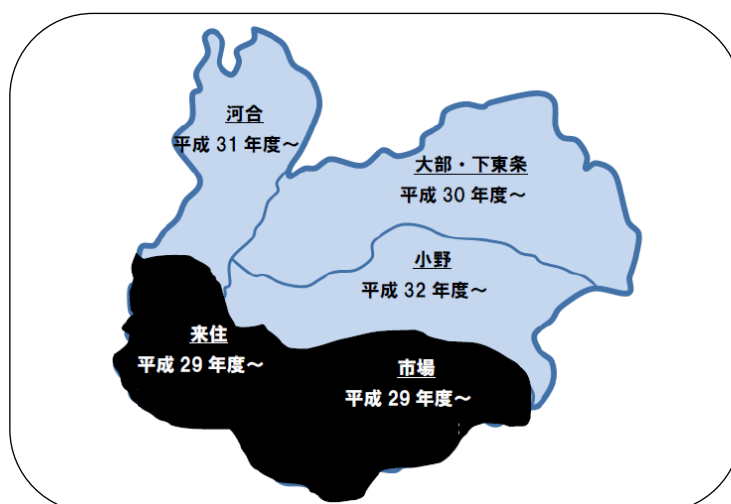 河合
平成 31 年度～
大部・下東条
平成 30 年度～
小野
平成 32 年度～
来住
平成 29 年度～
市場
平成 29 年度～